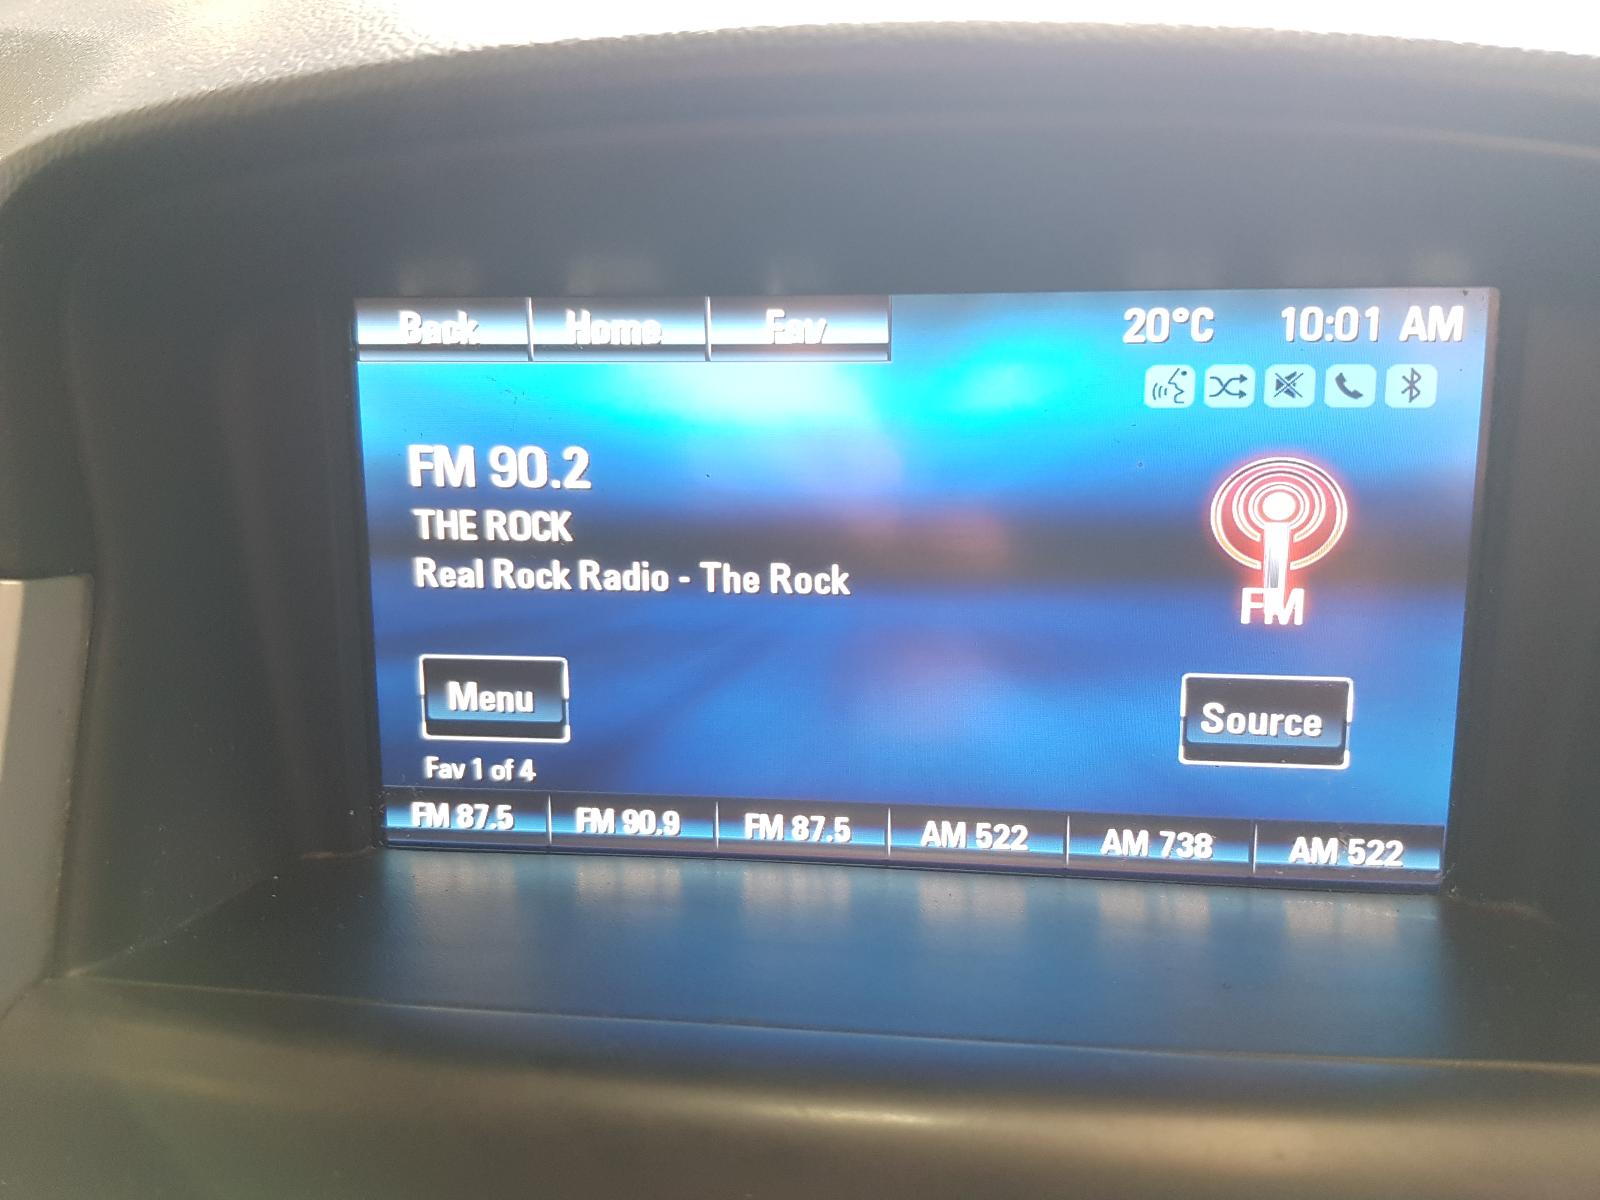 Back Home Fav 20°C 10:01 AM
FM 90.2
THE ROCK
Real Rock Radio - The Rock
FM
Menu Source
Fav 1 of 4
FM 87.5 FM 90.9 FM 87.5 AM 522 AM 738 AM 522